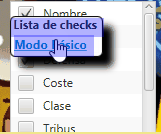 Nombre
Lista de checks
Modo básico
Coste
Clase
Tribus